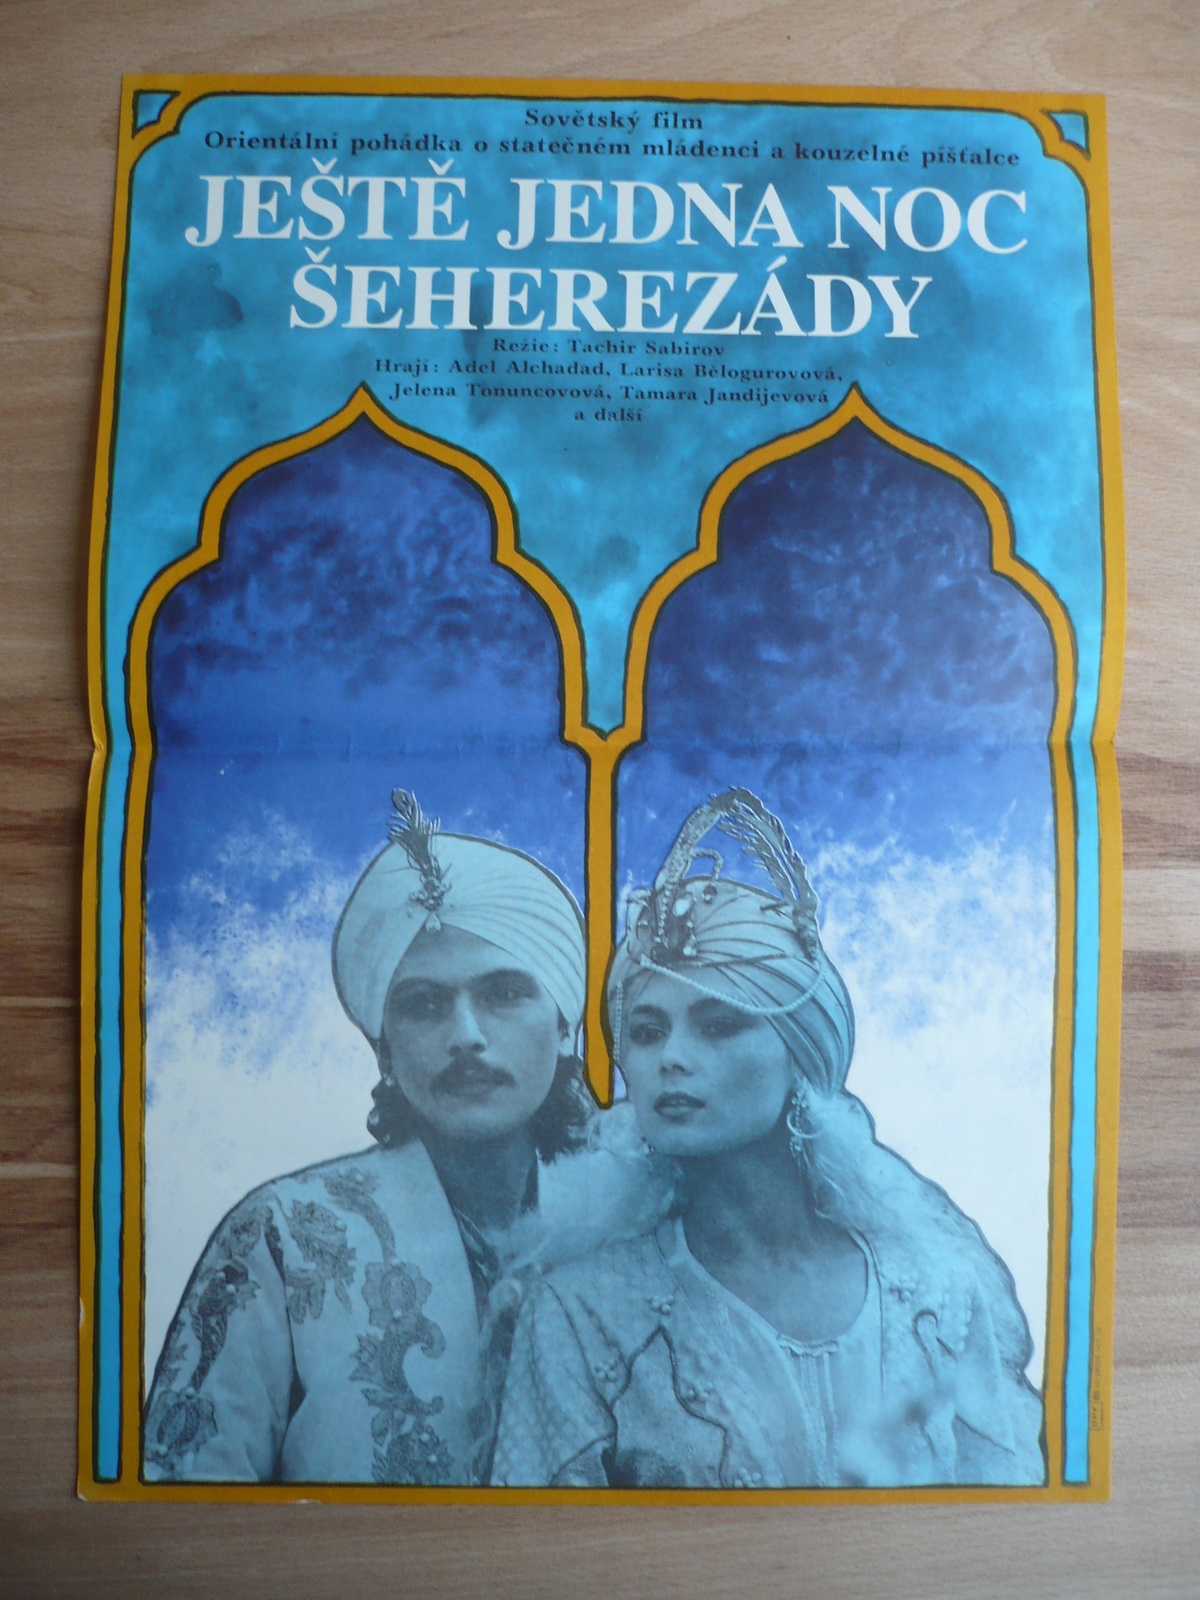 Sovětský film
Orientální pohádka o statečném mládenci a kouzelné píšťalce
JEŠTĚ JEDNA NOC
ŠEHEREZÁDY
Režie: Tachir Sabirov
Hrají: Adel Alchadad, Larisa Bělogurovová,
Jelena Tonuncovová, Tamara Jandijevová
a další